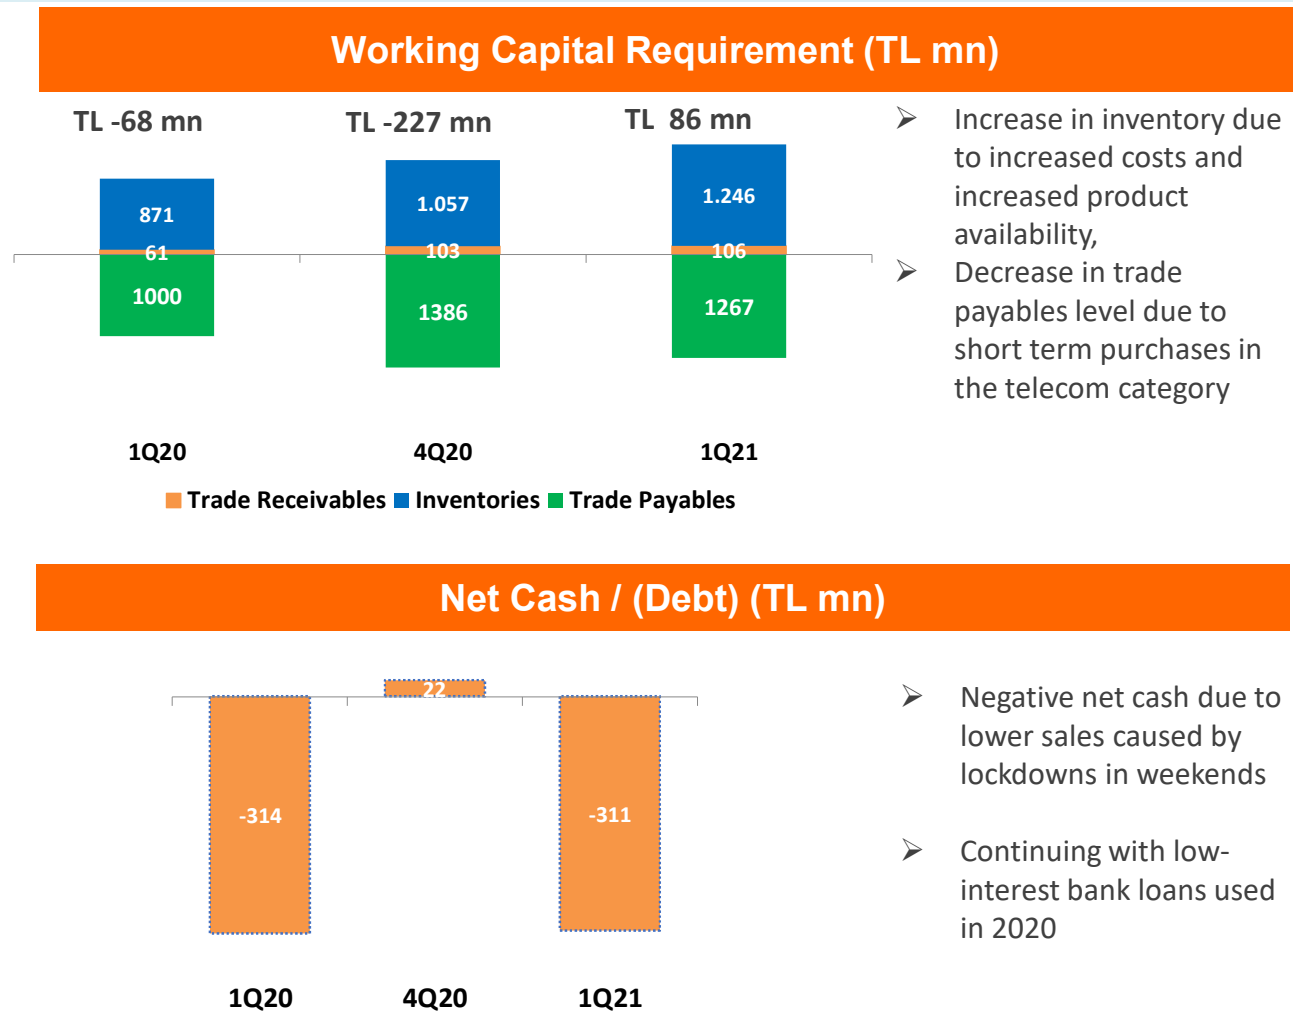 Working Capital Requirement (TL mn)
TL -68 mn
TL -227 mn
TL  86 mn
871
1.057
1.246
61
103
106
1000
1386
1267
1Q20
4Q20
1Q21
Trade Receivables Inventories Trade Payables
➢ Increase in inventory due
to increased costs and
increased product
availability,
➢ Decrease in trade
payables level due to
short term purchases in
the telecom category
Net Cash / (Debt) (TL mn)
22
-314
-311
1Q20
4Q20
1Q21
➢ Negative net cash due to
lower sales caused by
lockdowns in weekends
➢ Continuing with low-
interest bank loans used
in 2020